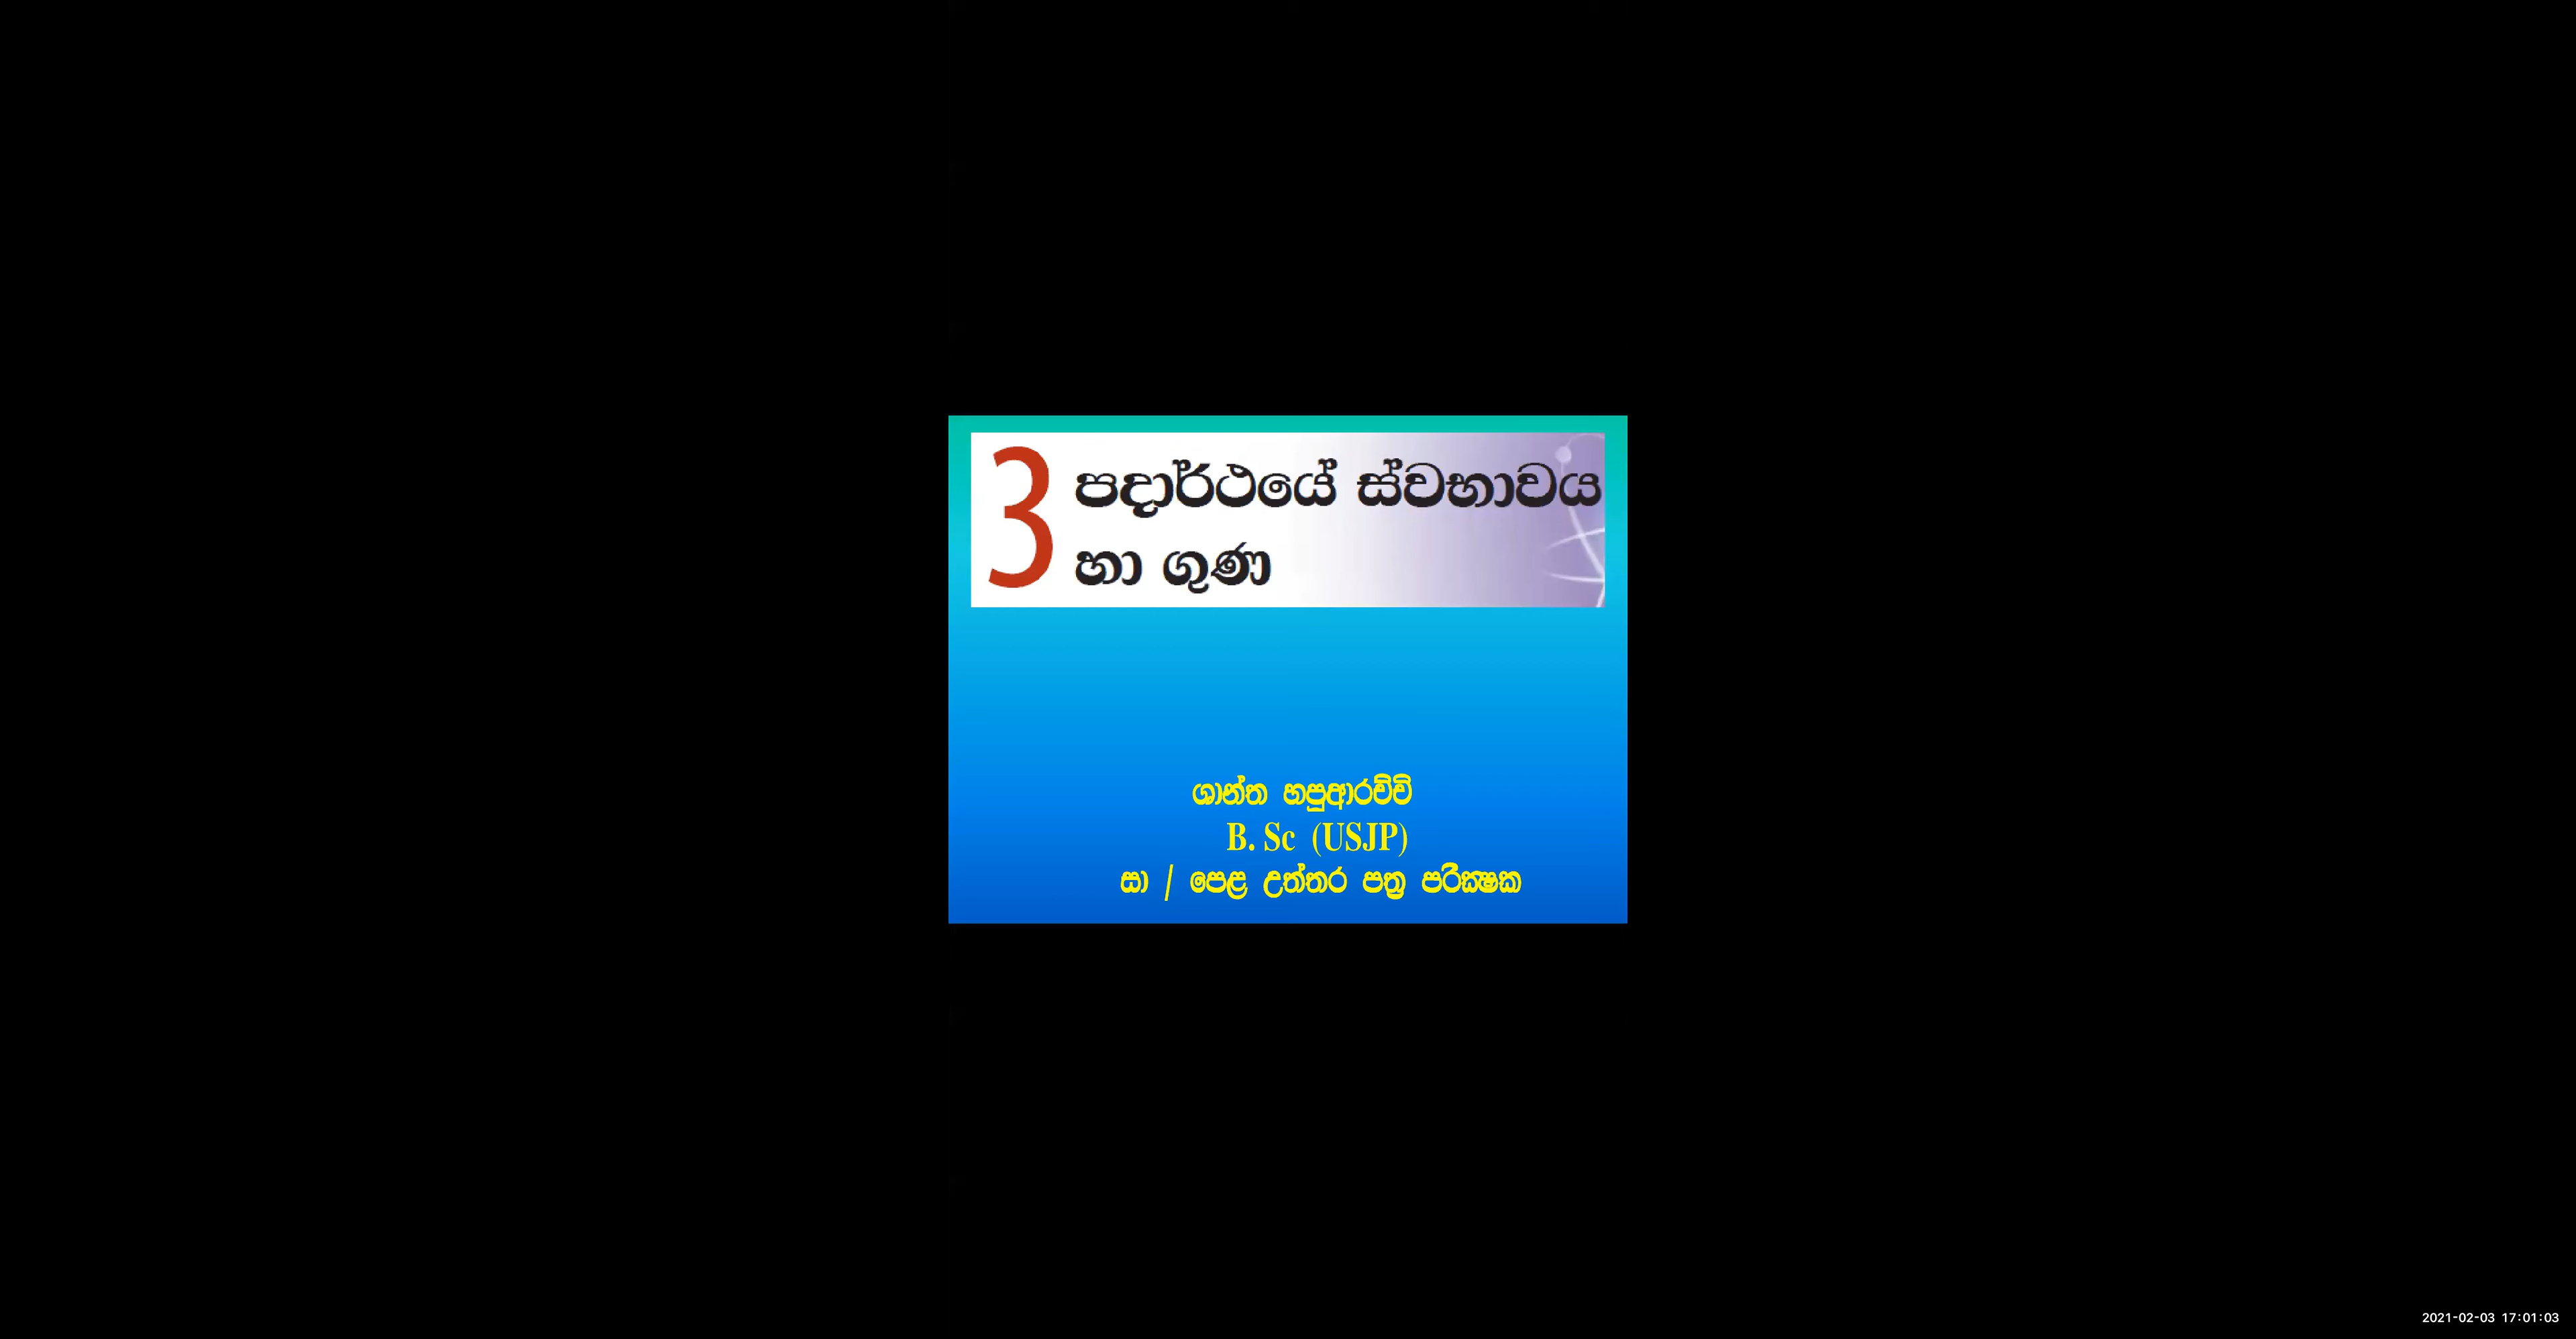 3 පදාර්ථයේ ස්වභාවය
හා ගුණ
ශාන්ත හපුආරච්චි
B. Sc (USJP)
සා / පෙළ උත්තර පත්‍ර පරීක්ෂක
2021-02-03 17:01:03